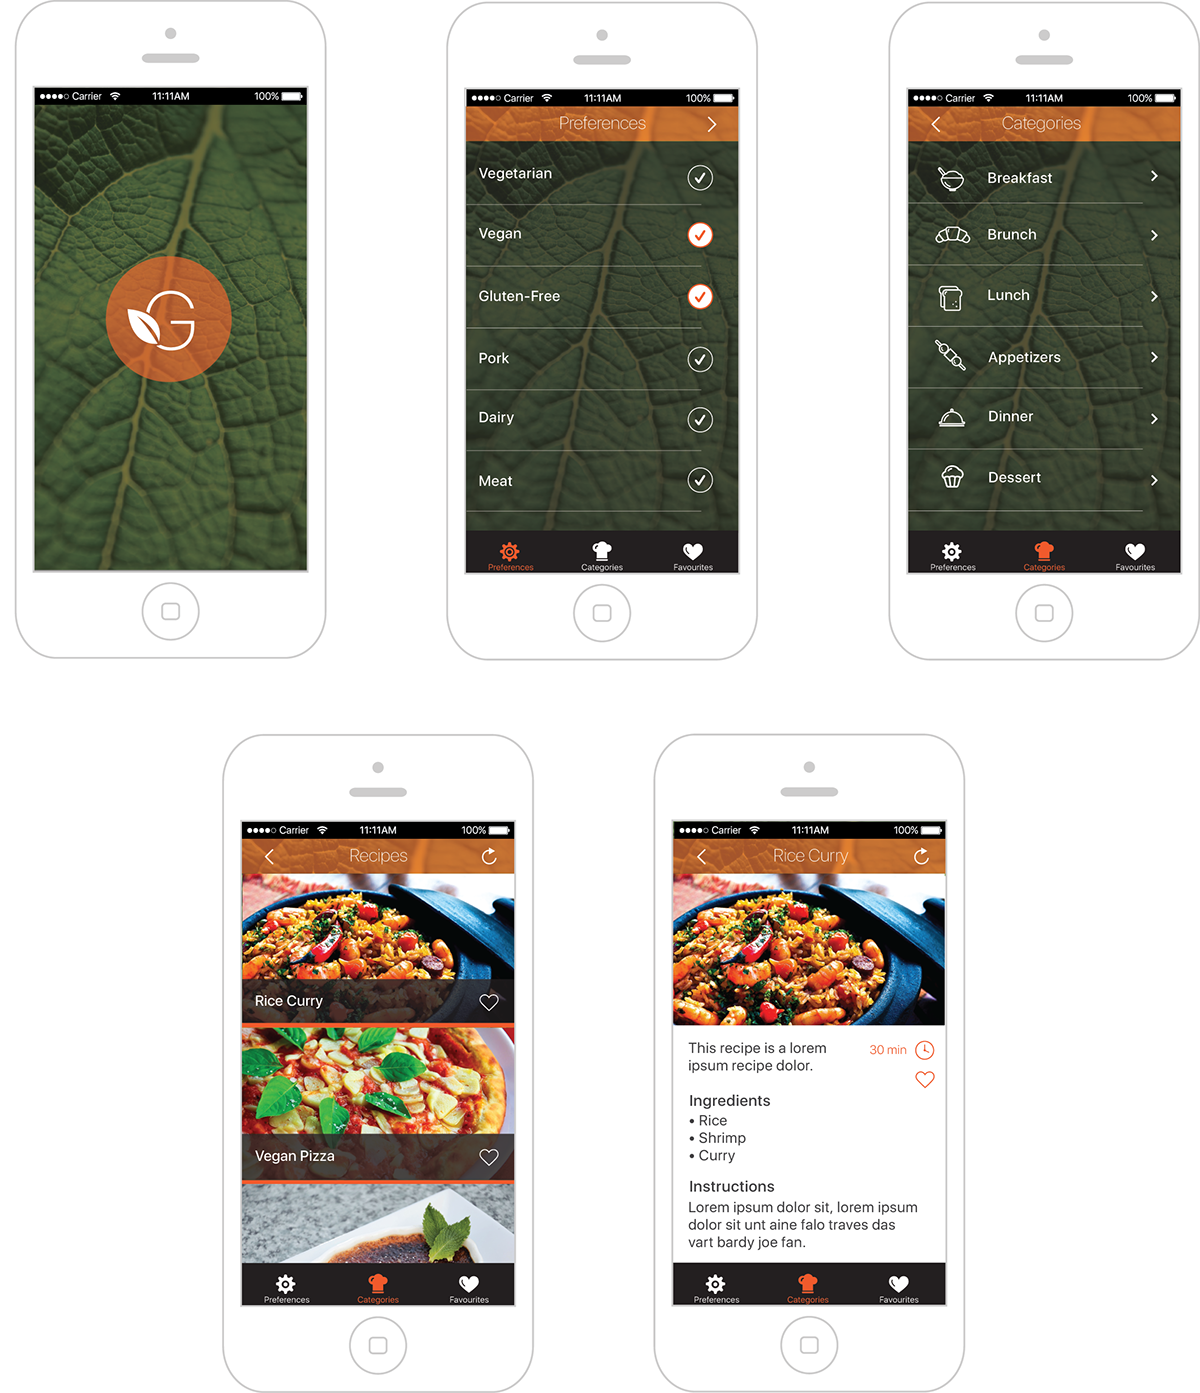 Carrier 11:11AM 100%
G
Carrier 11:11AM 100%
Preferences
Vegetarian
Vegan
Gluten-Free
Pork
Dairy
Meat
Preferences Categories Favourites
Carrier 11:11AM 100%
Categories
Breakfast
Brunch
Lunch
Appetizers
Dinner
Dessert
Preferences Categories Favourites
Carrier 11:11AM 100%
Recipes
Rice Curry
Vegan Pizza
Preferences Categories Favourites
Carrier 11:11AM 100%
Rice Curry
This recipe is a lorem
ipsum recipe dolor.
30 min
Ingredients
• Rice
• Shrimp
• Curry
Instructions
Lorem ipsum dolor sit, lorem ipsum
dolor sit unt aine falo traves das
vart bardy joe fan.
Preferences Categories Favourites